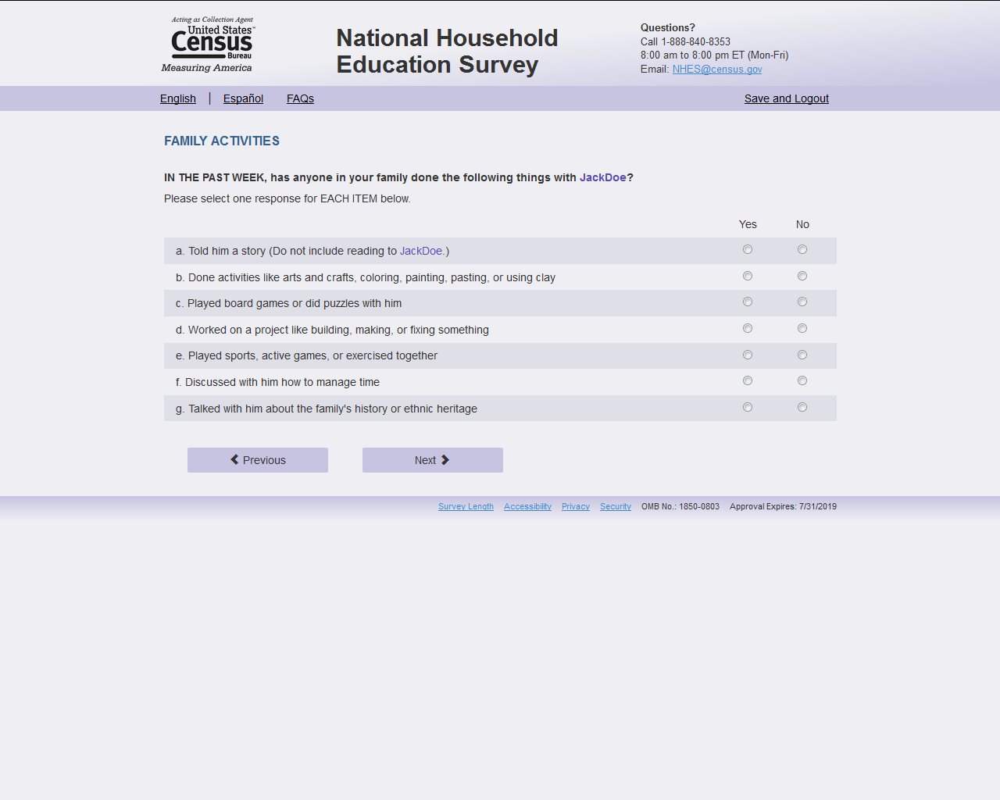 Acting as Collection Agent
United States™
Census
Bureau
Measuring America
National Household
Education Survey
Questions?
Call 1-888-840-8353
8:00 am to 8:00 pm ET (Mon-Fri)
Email: NHES@census.gov
English | Español FAQs Save and Logout
FAMILY ACTIVITIES
IN THE PAST WEEK, has anyone in your family done the following things with JackDoe?
Please select one response for EACH ITEM below.
Yes No
a. Told him a story (Do not include reading to JackDoe.)
b. Done activities like arts and crafts, coloring, painting, pasting, or using clay
c. Played board games or did puzzles with him
d. Worked on a project like building, making, or fixing something
e. Played sports, active games, or exercised together
f. Discussed with him how to manage time
g. Talked with him about the family's history or ethnic heritage
Previous Next
Survey Length Accessibility Privacy Security OMB No.: 1850-0803 Approval Expires: 7/31/2019